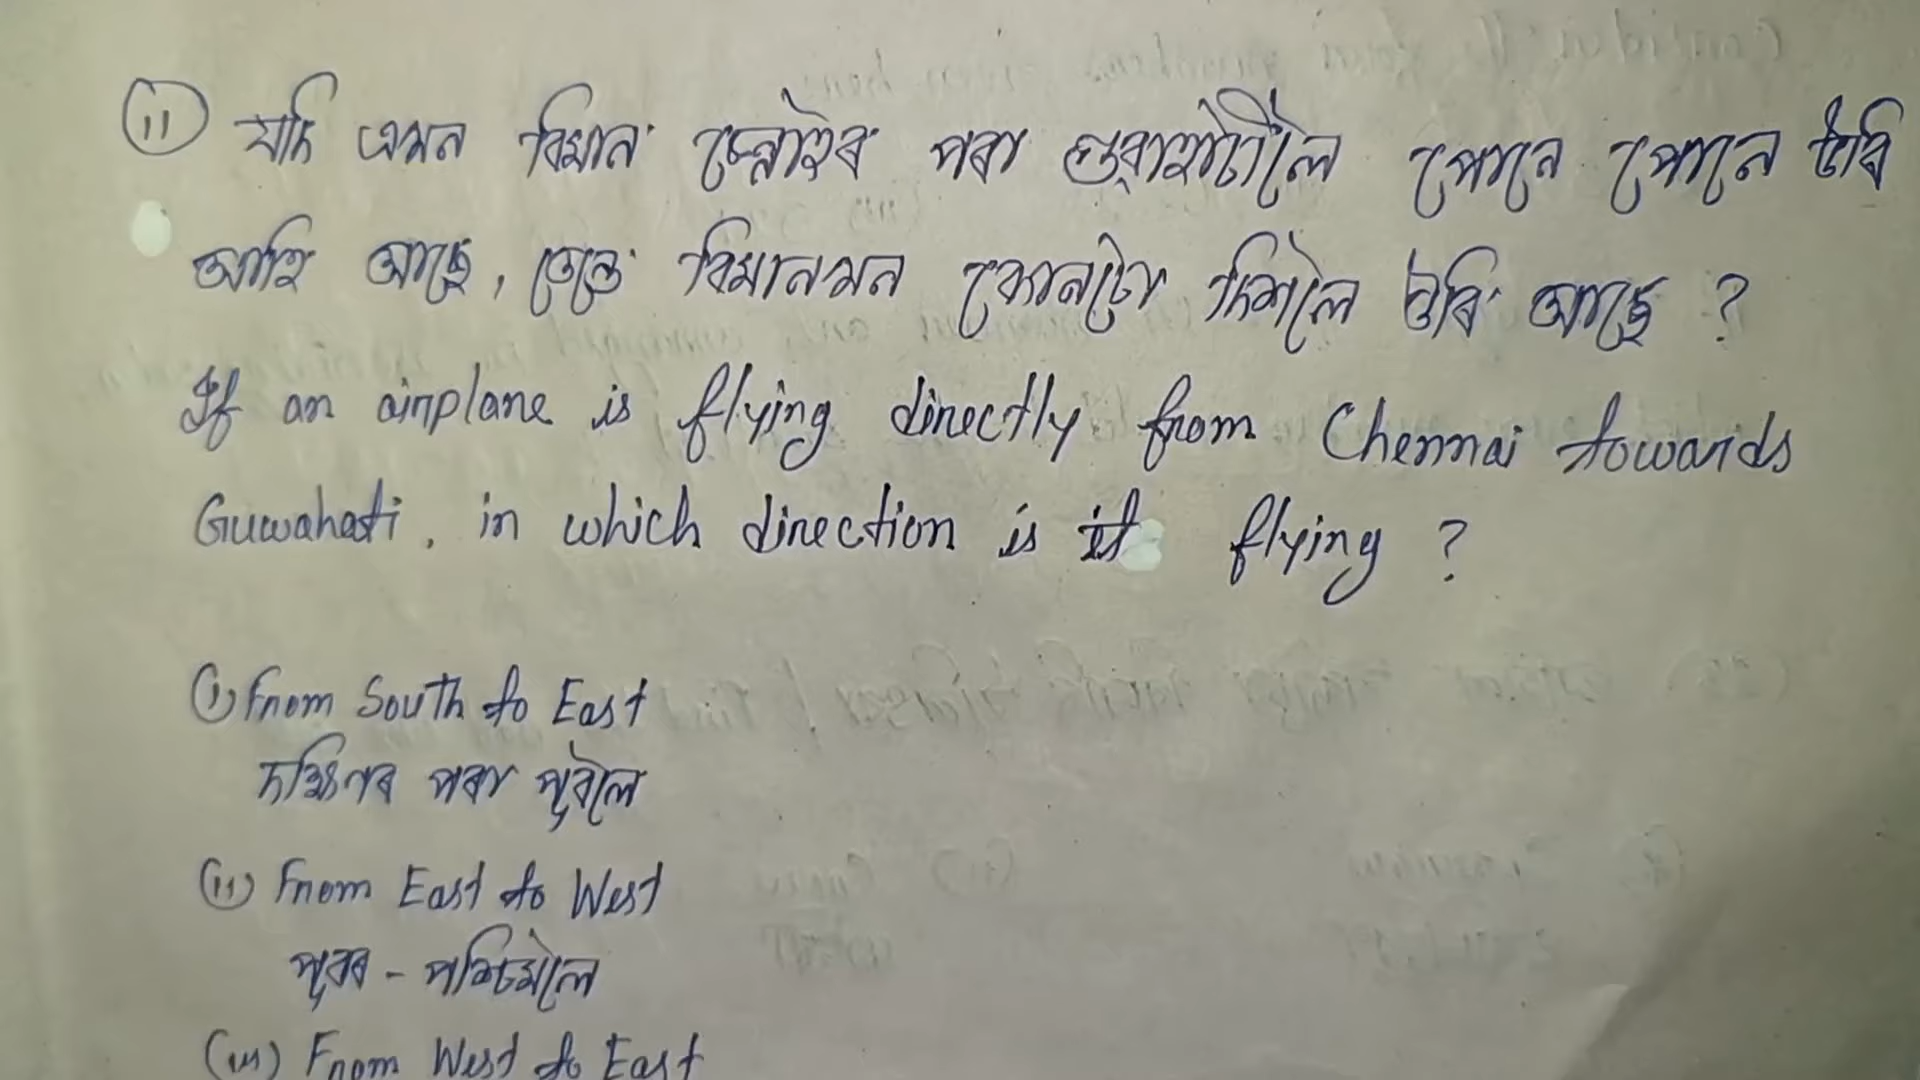 (11) যদি এখন বিমান চেন্নাইৰ পৰা গুৱাহাটীলৈ পোনে পোনে উৰি
আহি আছে, তেন্তে বিমানখন কোনটো দিশলৈ উৰি আছে ?
If an airplane is flying directly from Chennai towards
Guwahati, in which direction is it flying ?
(i) From South to East
দক্ষিণৰ পৰা পূৱলৈ
(ii) From East to West
পূৱৰ - পশ্চিমলৈ
(iii) From West to East